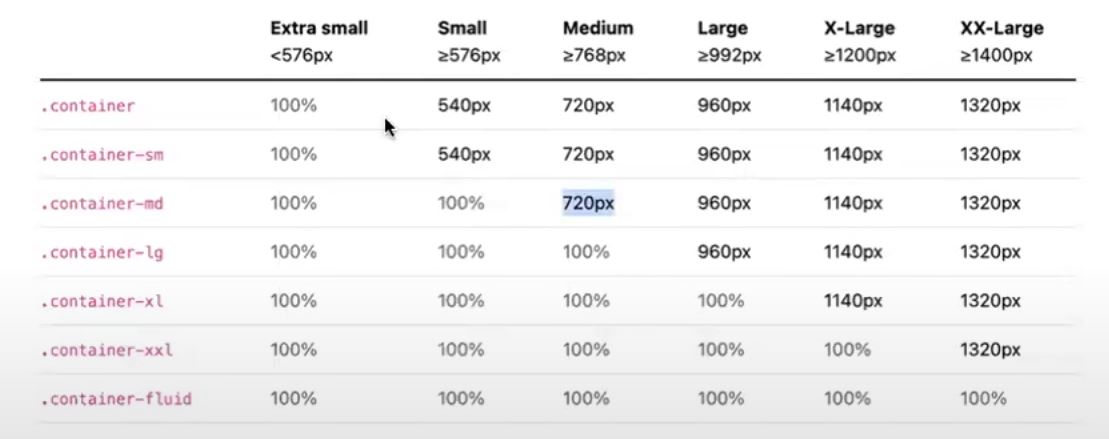 Extra small Small Medium Large X-Large XX-Large
<576px ≥576px ≥768px ≥992px ≥1200px ≥1400px
.container 100% 540px 720px 960px 1140px 1320px
.container-sm 100% 540px 720px 960px 1140px 1320px
.container-md 100% 100% 720px 960px 1140px 1320px
.container-lg 100% 100% 100% 960px 1140px 1320px
.container-xl 100% 100% 100% 100% 1140px 1320px
.container-xxl 100% 100% 100% 100% 100% 1320px
.container-fluid 100% 100% 100% 100% 100% 100%